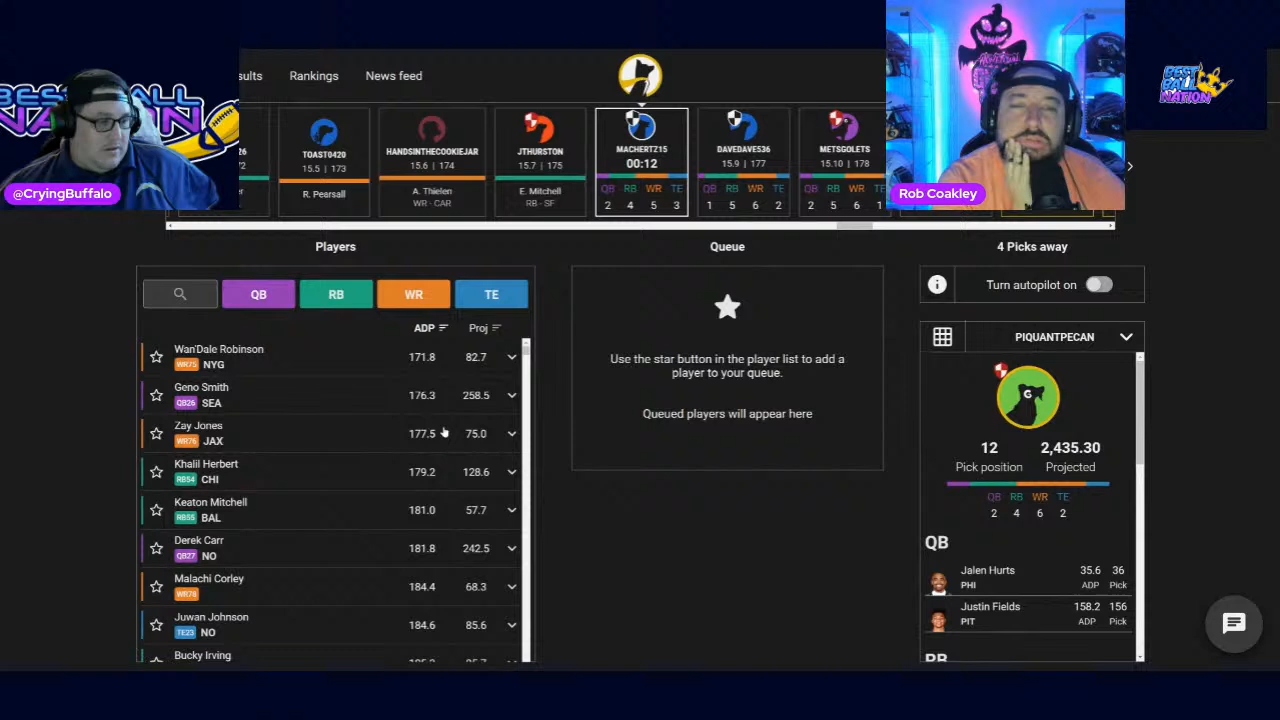 BEST BALL
NATION
@CryingBuffalo
Rankings
News feed
TOAST0420
15.5 | 173
R. Pearsall
HANDSINTHECOOKIEJAR
15.6 | 174
A. Thielen
WR - CAR
JTHURSTON
15.7 | 175
E. Mitchell
RB - SF
MACHERTZ15
00:12
QB RB WR TE
2 4 5 3
DAVEDAVES36
15.9 | 177
QB RB WR TE
1 5 6 2
METSGOLETS
15.10 | 178
QB RB WR TE
2 5 6 1
Rob Coakley
BEST
BALL
NATION
Players
Queue
4 Picks away
QB
RB
WR
TE
ADP
Proj
Wan'Dale Robinson
WR75 NYG
171.8 82.7
Geno Smith
QB26 SEA
176.3 258.5
Zay Jones
WR76 JAX
177.5 75.0
Khalil Herbert
RB54 CHI
179.2 128.6
Keaton Mitchell
RB55 BAL
181.0 57.7
Derek Carr
QB27 NO
181.8 242.5
Malachi Corley
WR78
184.4 68.3
Juwan Johnson
TE23 NO
184.6 85.6
Bucky Irving
Use the star button in the player list to add a
player to your queue.
Queued players will appear here
Turn autopilot on
PIQUANTPECAN
G
12
Pick position
2,435.30
Projected
QB RB WR TE
2 4 6 2
QB
Jalen Hurts
PHI
35.6 36
ADP Pick
Justin Fields
PIT
158.2 156
ADP Pick